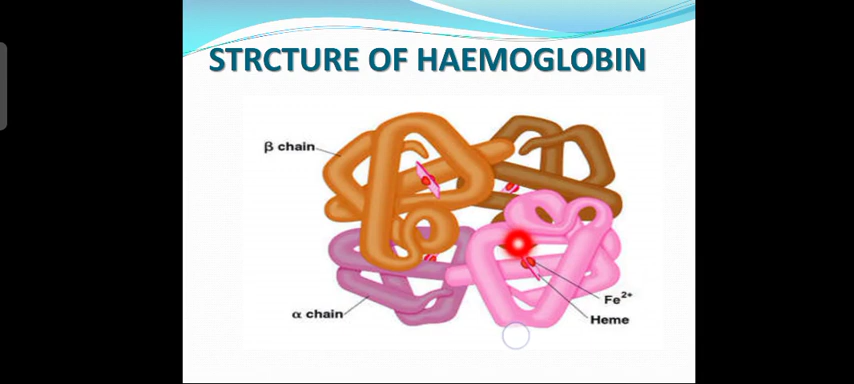 STRCTURE OF HAEMOGLOBIN
β chain
Fe²⁺
α chain
Heme